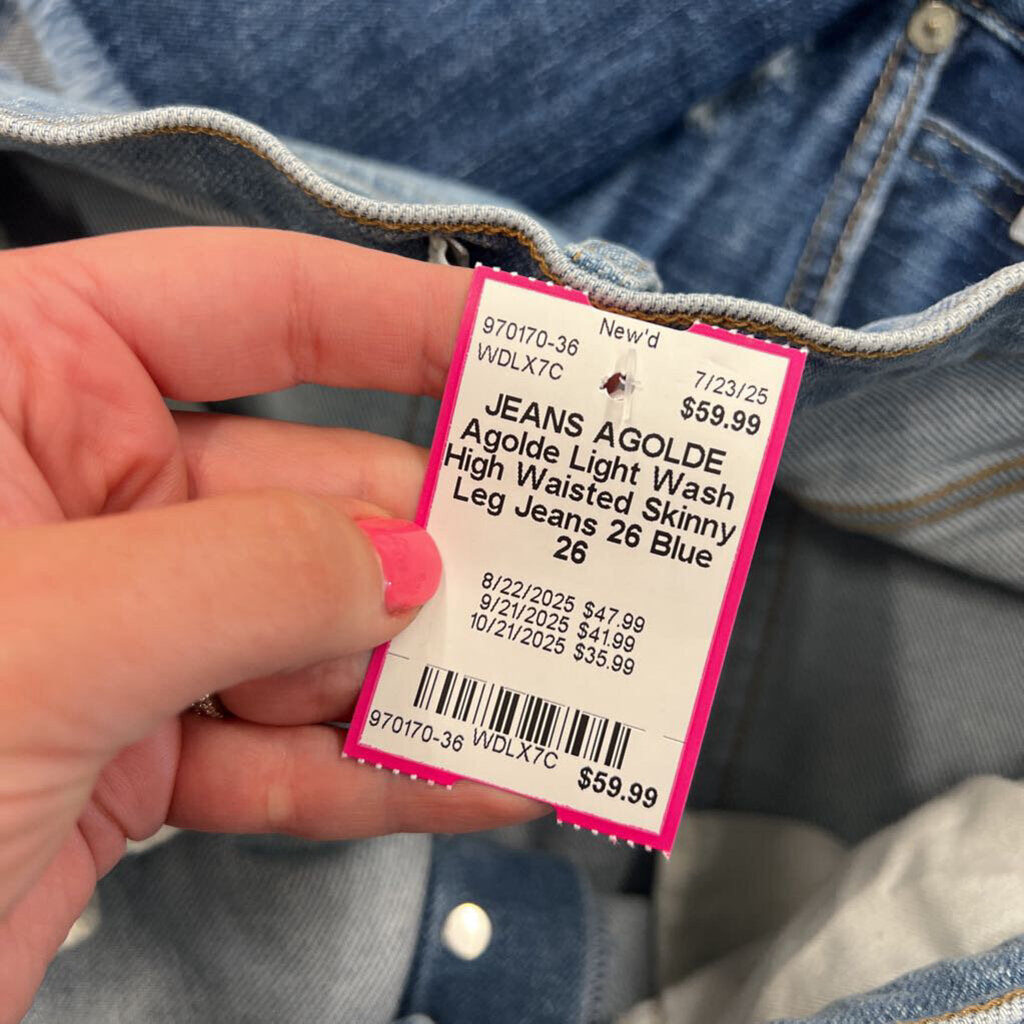 New'd
970170-36
WDLX7C
7/23/25
$59.99
JEANS AGOLDE
Agolde Light Wash
High Waisted Skinny
Leg Jeans 26 Blue
26
8/22/2025 $47.99
9/21/2025 $41.99
10/21/2025 $35.99
970170-36 WDLX7C
$59.99